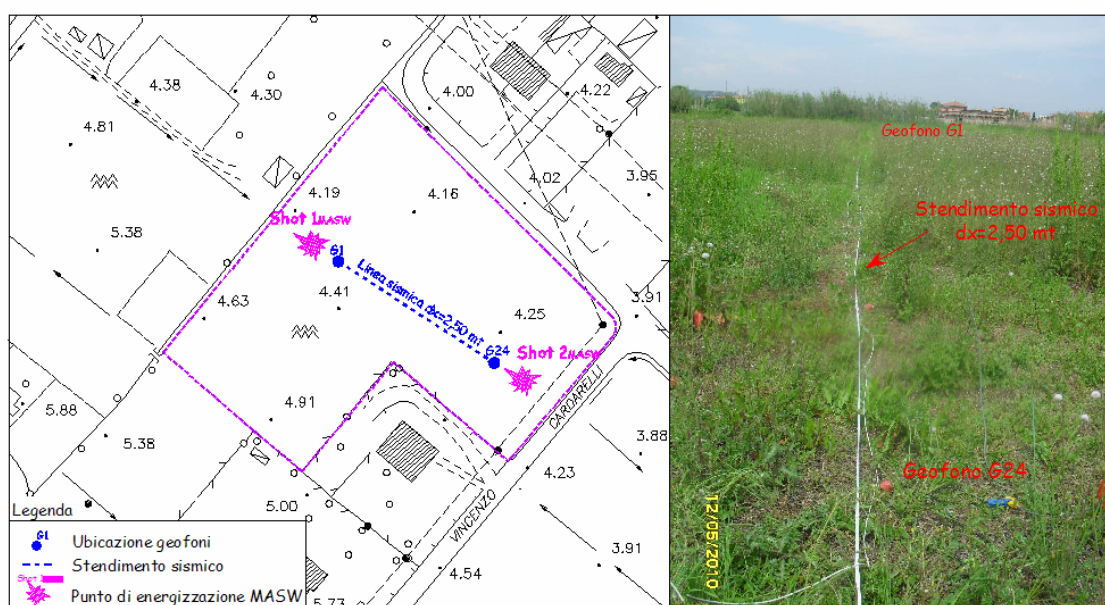 4.38
4.30
4.81
5.38
4.00
4.22
4.02
3.95
4.19
4.16
Shot 1MASW
G1
Linea sismica dx=2,50 mt
4.63
4.41
4.25
3.91
G24
Shot 2MASW
5.88
5.38
4.91
CARDARELLI
3.88
4.23
5.00
VINCENZO
3.91
4.54
5.73
Legenda
G1
Ubicazione geofoni
Stendimento sismico
Shot
Punto di energizzazione MASW
Geofono G1
Stendimento sismico
dx=2,50 mt
Geofono G24
12/05/2010